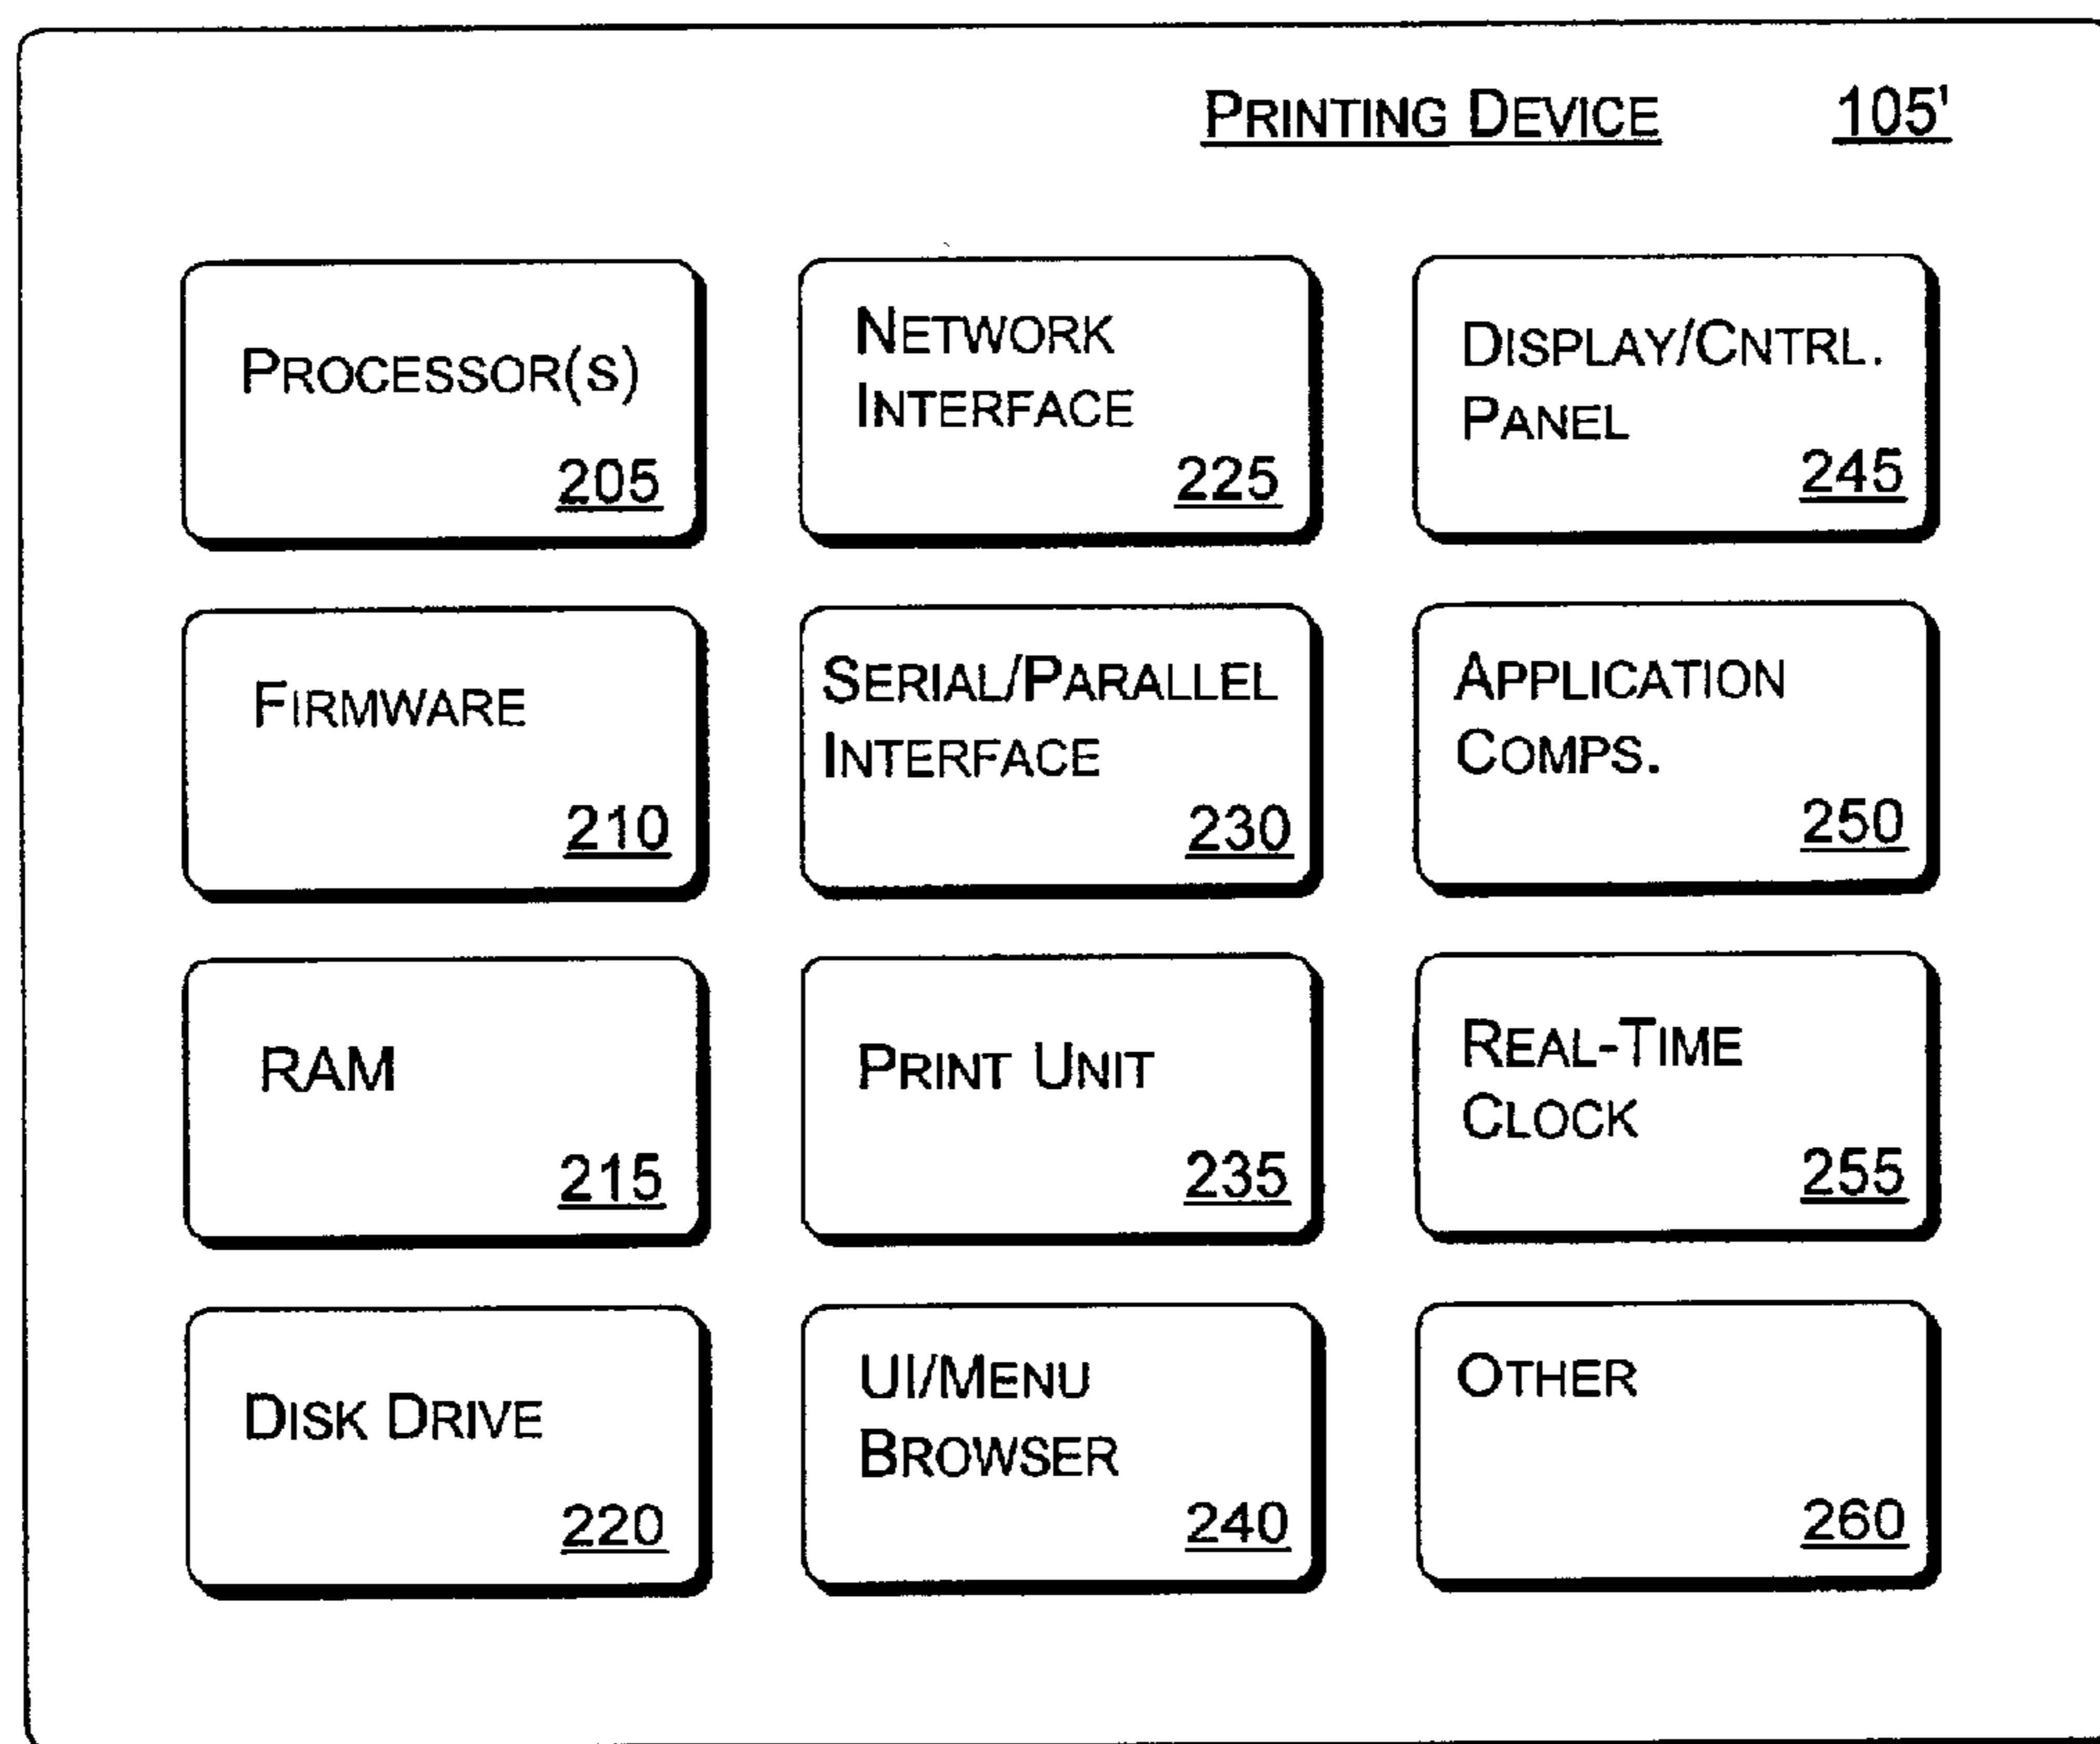 PRINTING DEVICE 105'
PROCESSOR(S)
205
NETWORK
INTERFACE
225
DISPLAY/CNTRL.
PANEL
245
FIRMWARE
210
SERIAL/PARALLEL
INTERFACE
230
APPLICATION
COMPS.
250
RAM
215
PRINT UNIT
235
REAL-TIME
CLOCK
255
DISK DRIVE
220
UI/MENU
BROWSER
240
OTHER
260